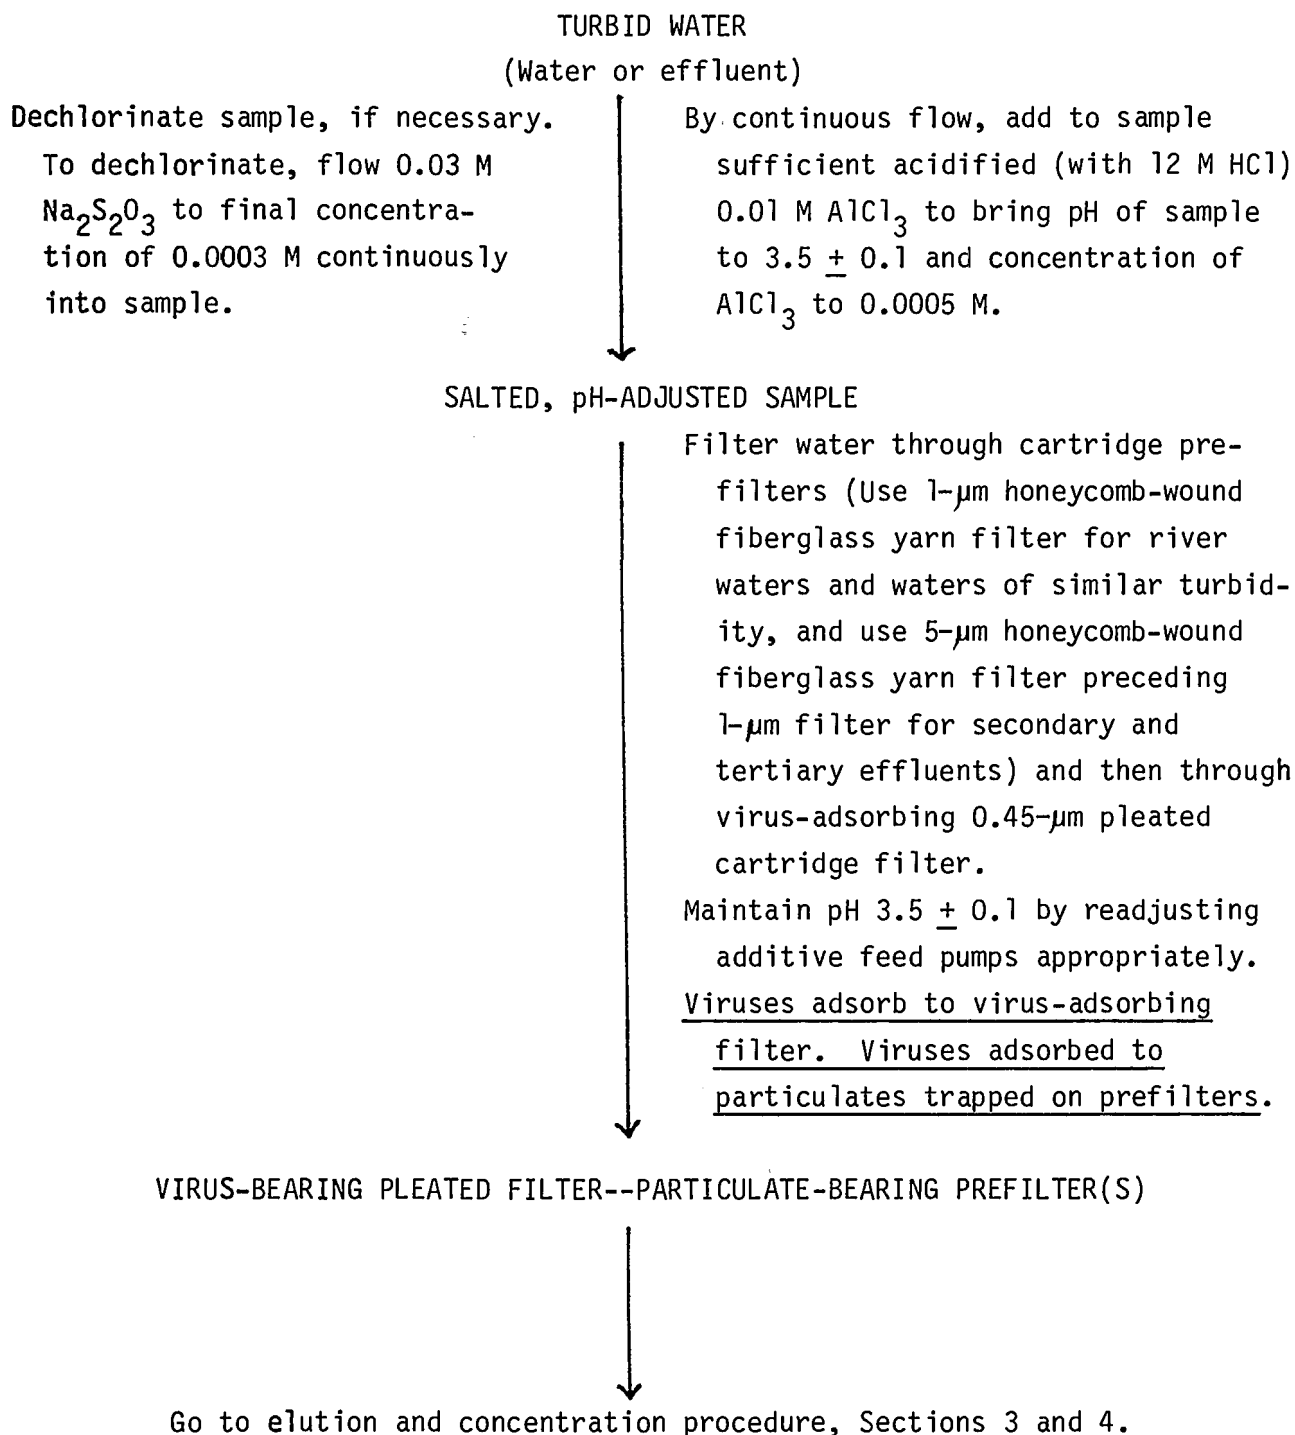 TURBID WATER
(Water or effluent)
Dechlorinate sample, if necessary.
To dechlorinate, flow 0.03 M
Na₂S₂O₃ to final concentra-
tion of 0.0003 M continuously
into sample.
By continuous flow, add to sample
sufficient acidified (with 12 M HCl)
0.01 M AlCl₃ to bring pH of sample
to 3.5 ± 0.1 and concentration of
AlCl₃ to 0.0005 M.
SALTED, pH-ADJUSTED SAMPLE
Filter water through cartridge pre-
filters (Use 1-μm honeycomb-wound
fiberglass yarn filter for river
waters and waters of similar turbid-
ity, and use 5-μm honeycomb-wound
fiberglass yarn filter preceding
1-μm filter for secondary and
tertiary effluents) and then through
virus-adsorbing 0.45-μm pleated
cartridge filter.
Maintain pH 3.5 ± 0.1 by readjusting
additive feed pumps appropriately.
Viruses adsorb to virus-adsorbing
filter. Viruses adsorbed to
particulates trapped on prefilters.
VIRUS-BEARING PLEATED FILTER--PARTICULATE-BEARING PREFILTER(S)
Go to elution and concentration procedure, Sections 3 and 4.